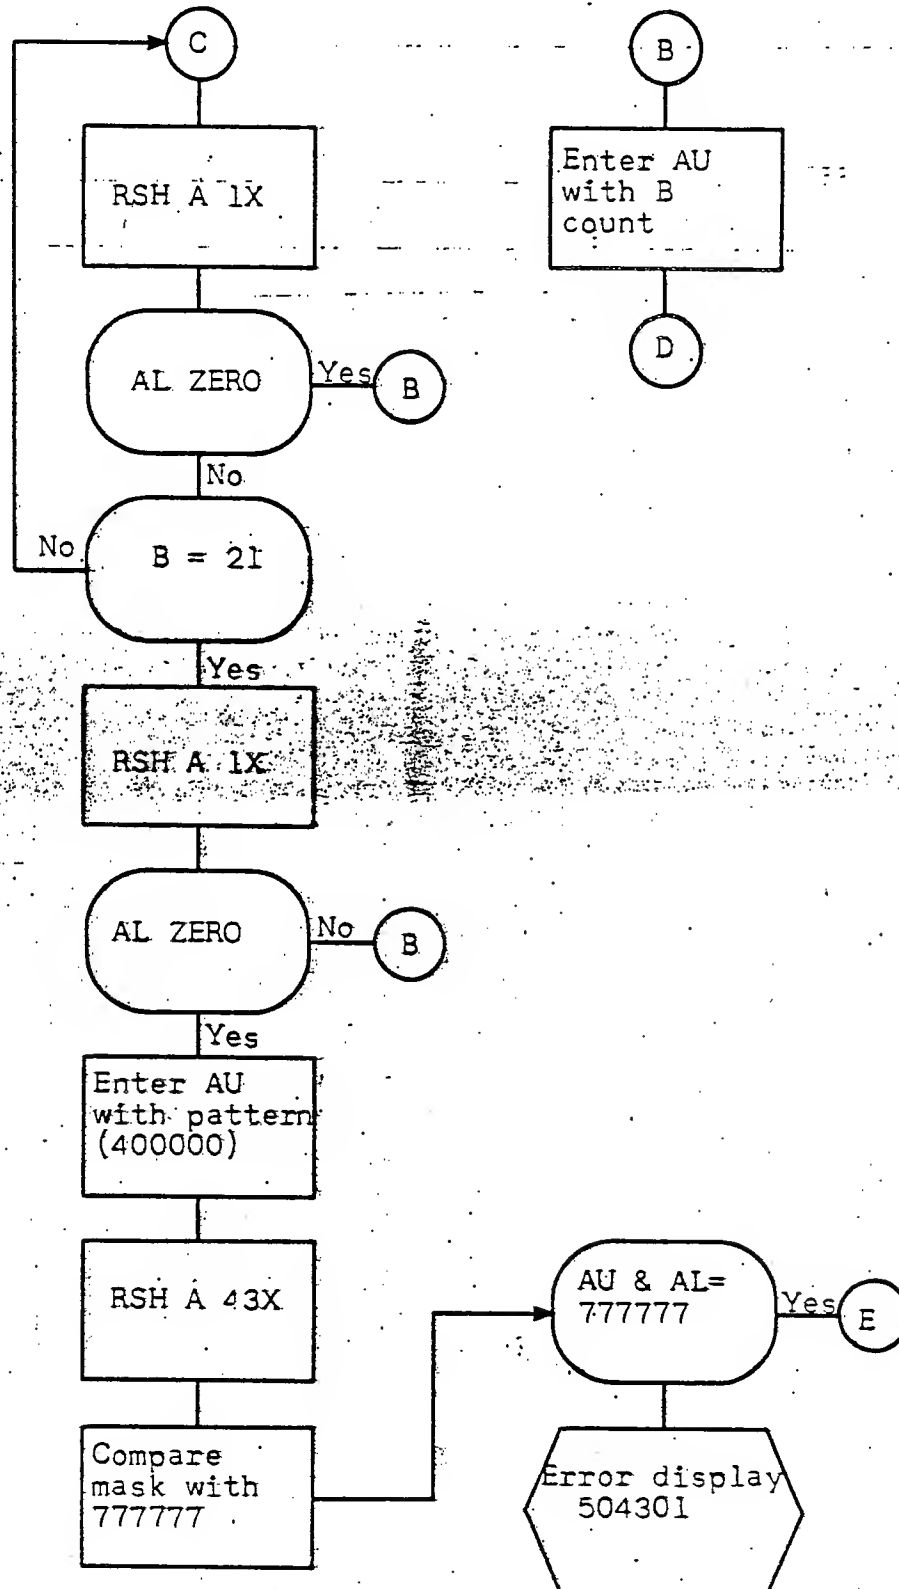 C
RSH A 1X
AL ZERO
Yes
B
No
B = 21
No
Yes
RSH A 1X
AL ZERO
No
B
Yes
Enter AU
with pattern
(400000)
RSH A 43X
Compare
mask with
777777
B
Enter AU
with B
count
D
AU & AL=
777777
Yes
E
Error display
504301